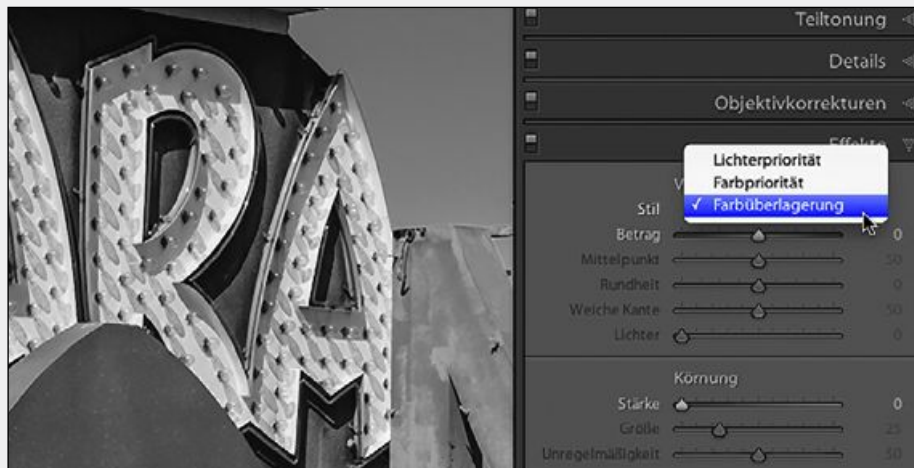 RA
Teiltonung
Details
Objektivkorrekturen
Effekte
Lichterpriorität
Farbpriorität
Stil ✓ Farbüberlagerung
Betrag 0
Mittelpunkt 50
Rundheit 0
Weiche Kante 50
Lichter 0
Körnung
Stärke 0
Größe 25
Unregelmäßigkeit 50